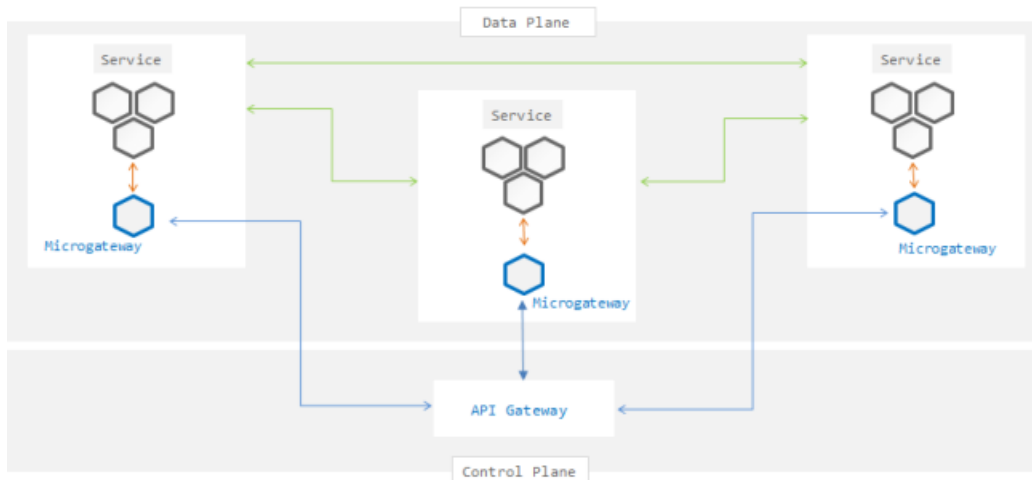 Data Plane
Service
Service
Service
Microgateway
Microgateway
Microgateway
API Gateway
Control Plane